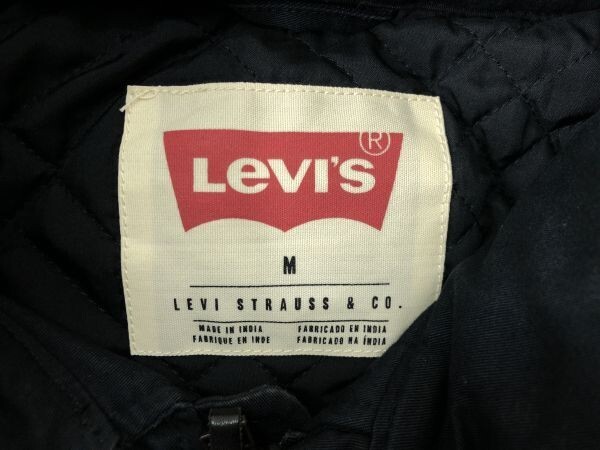 LEVI'S ®
M
LEVI STRAUSS & CO.
MADE IN INDIA FABRICADO EN INDIA
FABRIQUE EN INDE FABRICADO NA ÍNDIA